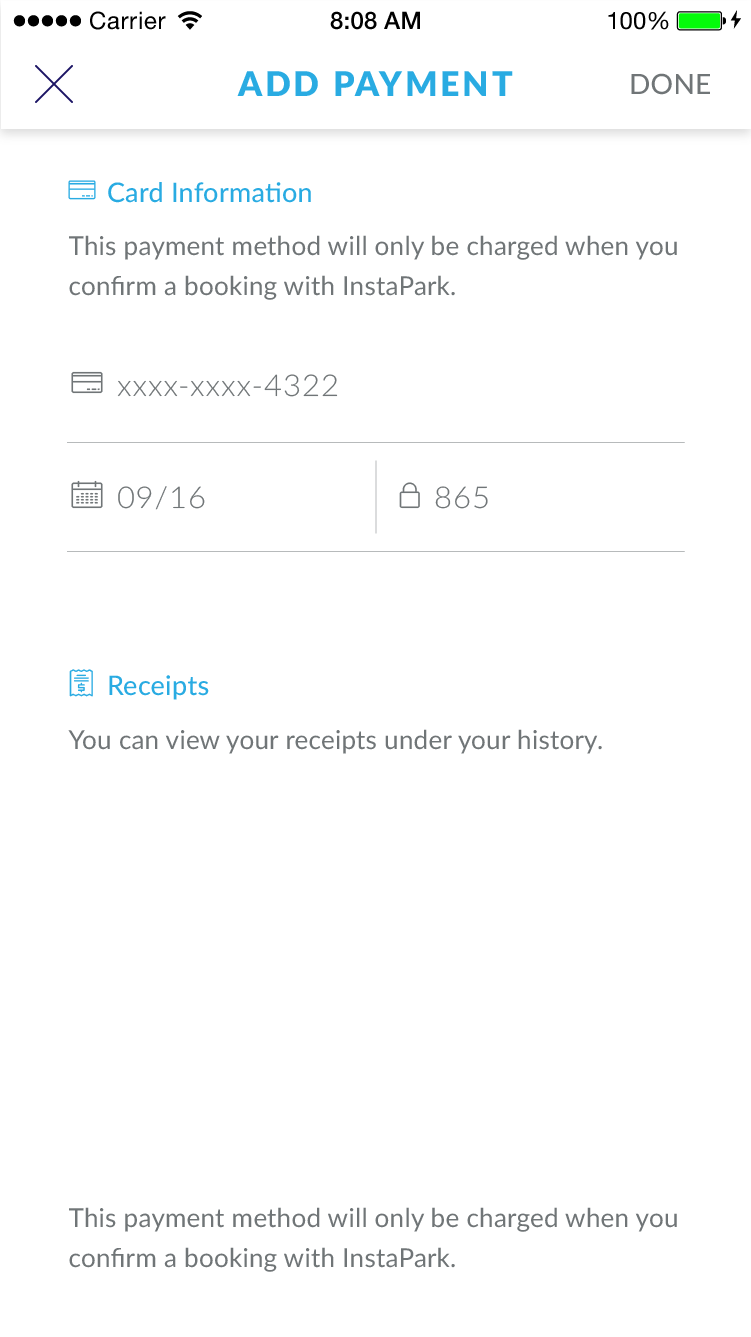 Carrier 8:08 AM 100%
ADD PAYMENT DONE
Card Information
This payment method will only be charged when you
confirm a booking with InstaPark.
xxxx-xxxx-4322
09/16 865
Receipts
You can view your receipts under your history.
This payment method will only be charged when you
confirm a booking with InstaPark.